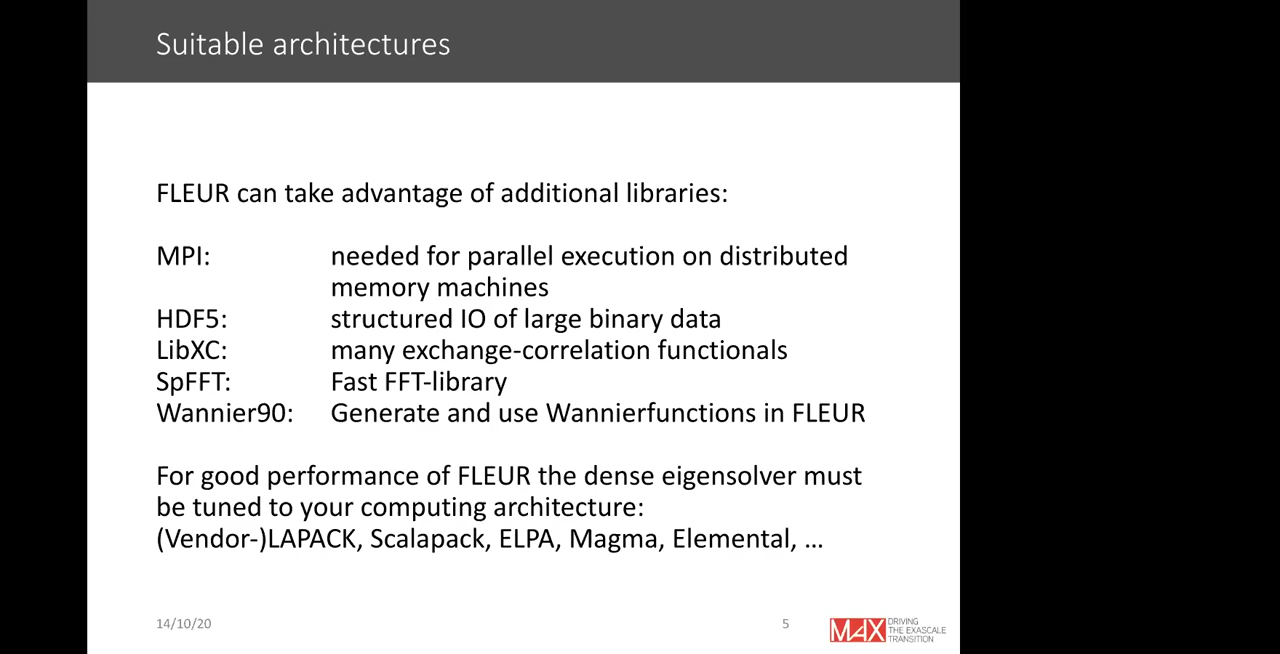 Suitable architectures
FLEUR can take advantage of additional libraries:
MPI: needed for parallel execution on distributed
memory machines
HDF5: structured IO of large binary data
LibXC: many exchange-correlation functionals
SpFFT: Fast FFT-library
Wannier90: Generate and use Wannierfunctions in FLEUR
For good performance of FLEUR the dense eigensolver must
be tuned to your computing architecture:
(Vendor-)LAPACK, Scalapack, ELPA, Magma, Elemental, …
14/10/20
5
MAX
DRIVING
THE EXASCALE
TRANSITION